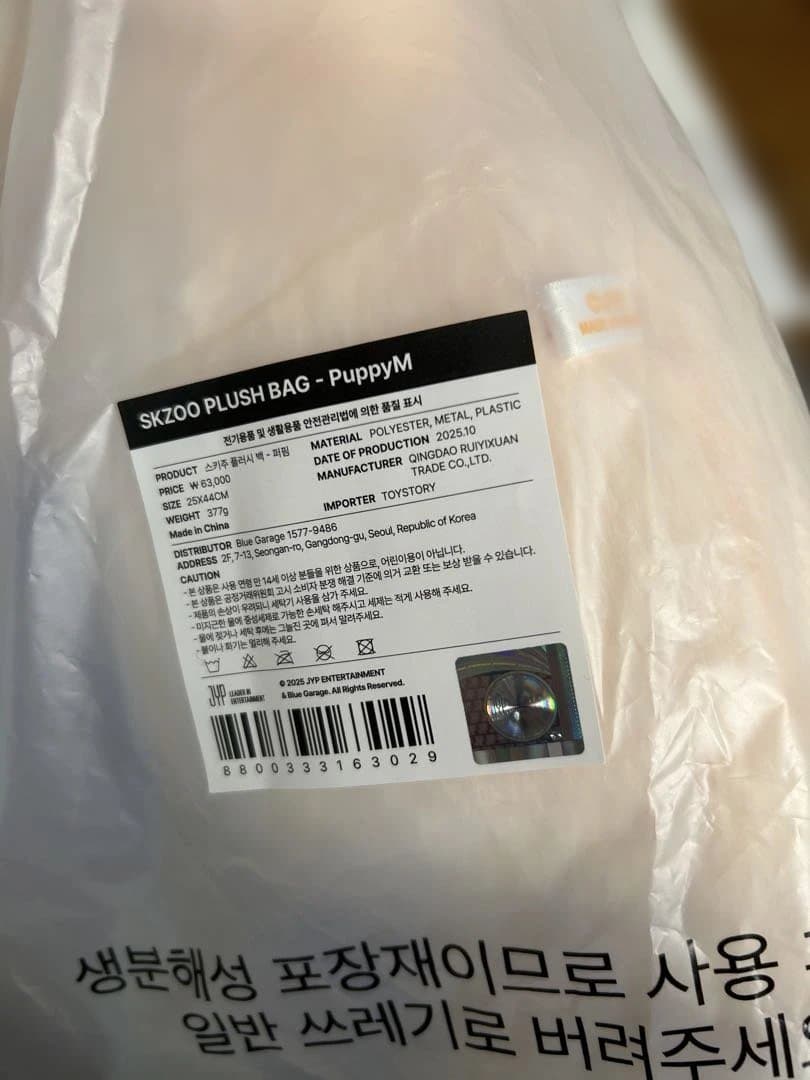 SKZOO PLUSH BAG - PuppyM
전기용품 및 생활용품 안전관리법에 의한 품질 표시
PRODUCT 스카주 플러시 백 - 퍼핌
PRICE ₩ 63,000
SIZE 25X44CM
WEIGHT 377g
Made in China
MATERIAL POLYESTER, METAL, PLASTIC
DATE OF PRODUCTION 2025.10
MANUFACTURER QINGDAO RUIYIXUAN
TRADE CO.,LTD.
IMPORTER TOYSTORY
DISTRIBUTOR Blue Garage 1577-9486
ADDRESS 2F, 7-13, Seongan-ro, Gangdong-gu, Seoul, Republic of Korea
CAUTION
- 본 상품은 사용 연령 만 14세 이상 분들을 위한 상품으로, 어린이용이 아닙니다.
- 본 상품은 공정거래위원회 고시 소비자 분쟁 해결 기준에 의거 교환 또는 보상 받을 수 있습니다.
- 제품의 손상이 우려되니 세탁기 사용을 삼가 주세요.
- 미지근한 물에 중성세제로 가능한 손세탁 해주시고 세제는 적게 사용해 주세요.
- 물에 젖거나 세탁 후에는 그늘진 곳에 펴서 말려주세요.
- 불이나 화기는 멀리해 주세요.
JYP LEADER IN
ENTERTAINMENT
© 2025 JYP ENTERTAINMENT
& Blue Garage. All Rights Reserved.
8800333163029
생분해성 포장재이므로 사용
일반 쓰레기로 버려주세요